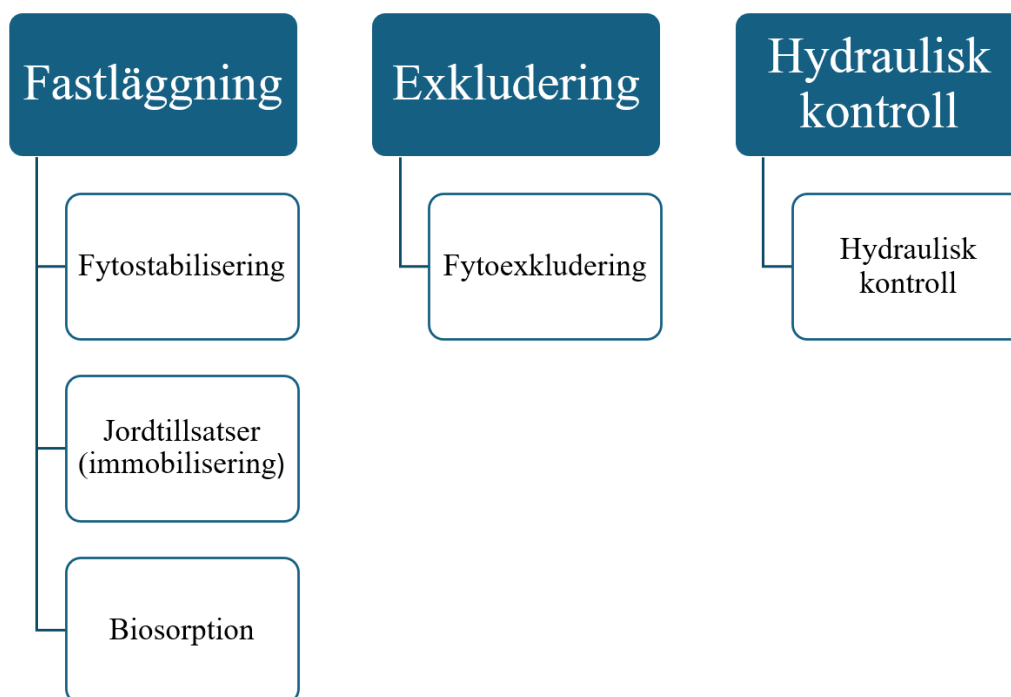 Fastläggning
Fytostabilisering
Jordtillsatser
(immobilisering)
Biosorption
Exkludering
Fytoexkludering
Hydraulisk
kontroll
Hydraulisk
kontroll